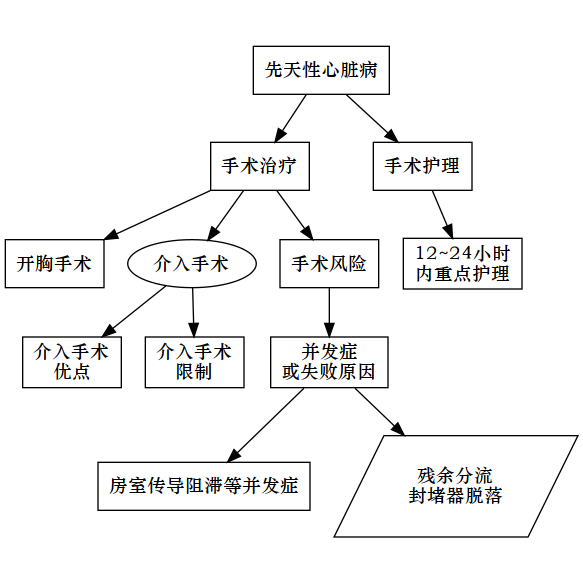 先天性心脏病
手术治疗
手术护理
开胸手术
介入手术
手术风险
12~24小时
内重点护理
介入手术
优点
介入手术
限制
并发症
或失败原因
房室传导阻滞等并发症
残余分流
封堵器脱落